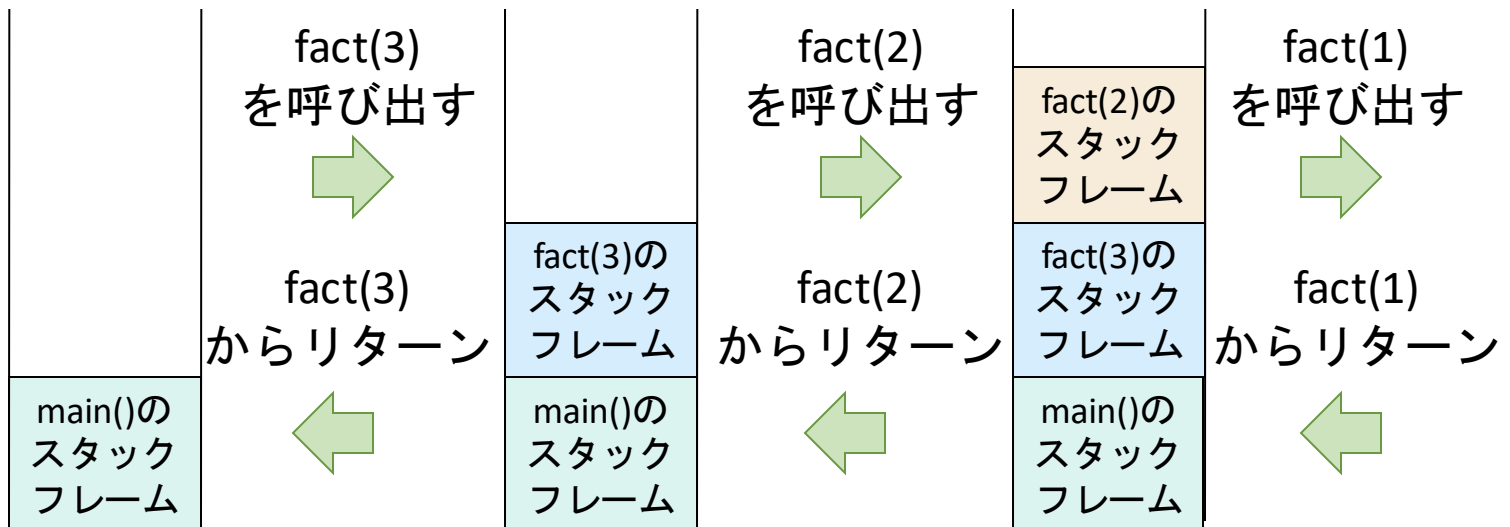 fact(3)
を呼び出す
fact(3)
からリターン
main()の
スタック
フレーム
fact(3)の
スタック
フレーム
main()の
スタック
フレーム
fact(2)
を呼び出す
fact(2)
からリターン
fact(2)の
スタック
フレーム
fact(3)の
スタック
フレーム
main()の
スタック
フレーム
fact(1)
を呼び出す
fact(1)
からリターン